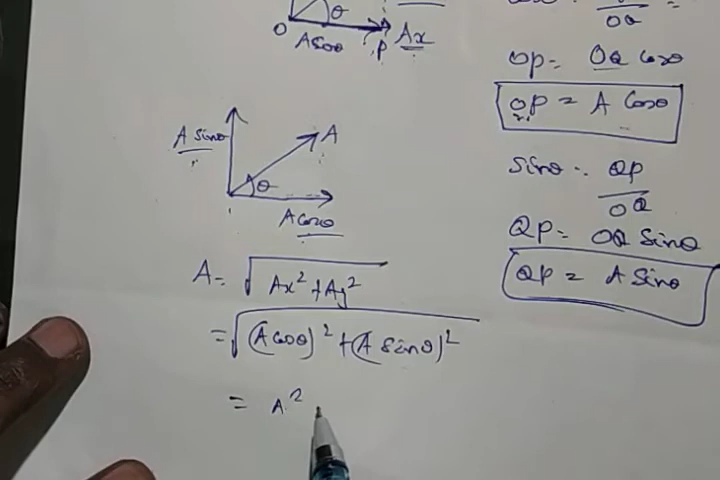 θ
O A Cosθ P Ax
OQ
OP = OQ Cosθ
OP = A Cosθ
A Sinθ A
θ
A Cosθ
Sinθ = QP / OQ
QP = OQ Sinθ
QP = A Sinθ
A = √Ax² + Ay²
= √(A Cosθ)² + (A Sinθ)²
= A²